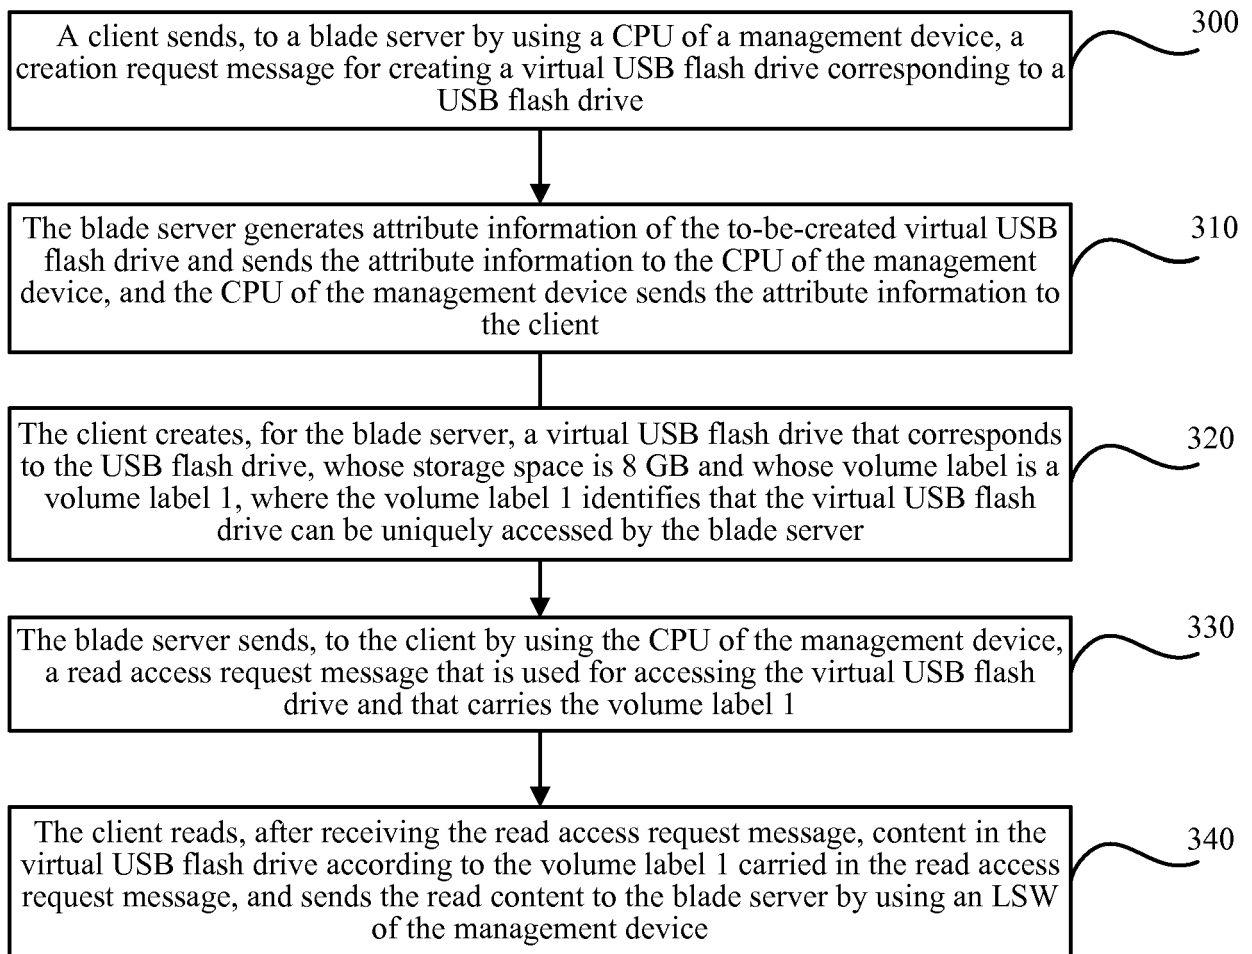 A client sends, to a blade server by using a CPU of a management device, a
creation request message for creating a virtual USB flash drive corresponding to a
USB flash drive
300
The blade server generates attribute information of the to-be-created virtual USB
flash drive and sends the attribute information to the CPU of the management
device, and the CPU of the management device sends the attribute information to
the client
310
The client creates, for the blade server, a virtual USB flash drive that corresponds
to the USB flash drive, whose storage space is 8 GB and whose volume label is a
volume label 1, where the volume label 1 identifies that the virtual USB flash
drive can be uniquely accessed by the blade server
320
The blade server sends, to the client by using the CPU of the management device,
a read access request message that is used for accessing the virtual USB flash
drive and that carries the volume label 1
330
The client reads, after receiving the read access request message, content in the
virtual USB flash drive according to the volume label 1 carried in the read access
request message, and sends the read content to the blade server by using an LSW
of the management device
340